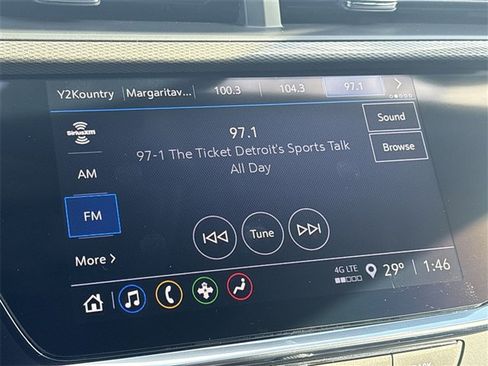 Y2Kountry Margaritav... 100.3 104.3 97.1
SiriusXM
97.1
Sound
97-1 The Ticket Detroit's Sports Talk
All Day
Browse
AM
FM
Tune
More
4G LTE
29° 1:46